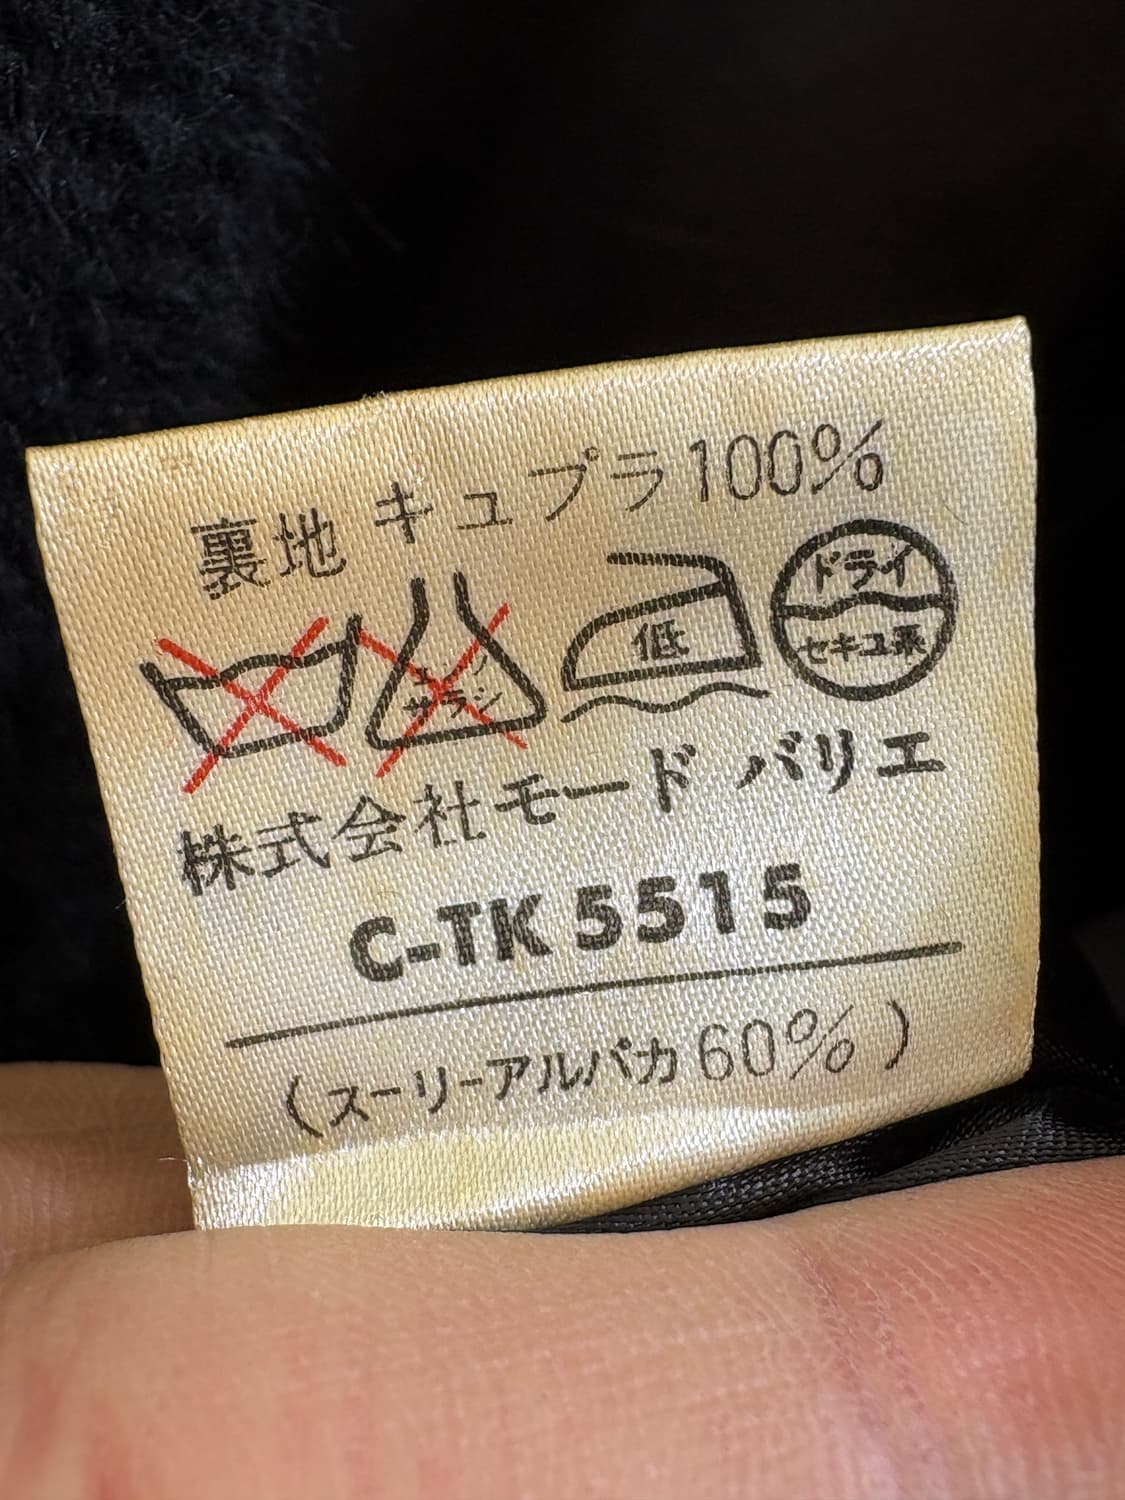 裏地 キュプラ100%
エンソ
サラシ
低
ドライ
セキユ系
株式会社モード バリエ
C-TK 5515
(スーリーアルパカ60%)